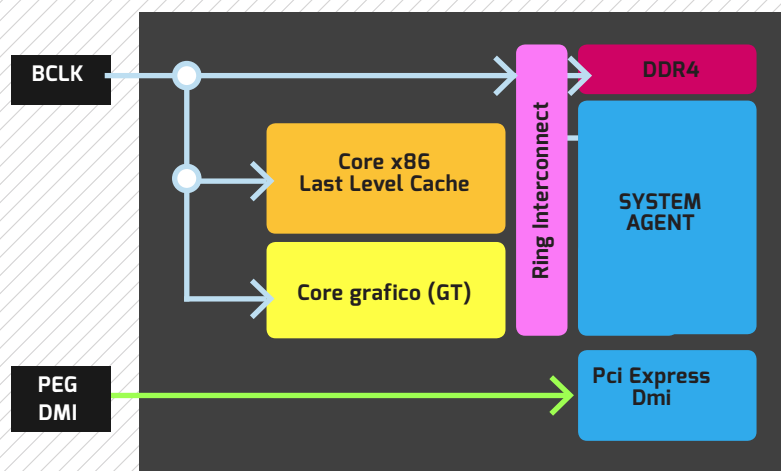 BCLK
DDR4
Core x86
Last Level Cache
Ring Interconnect
SYSTEM
AGENT
Core grafico (GT)
PEG
DMI
Pci Express
Dmi